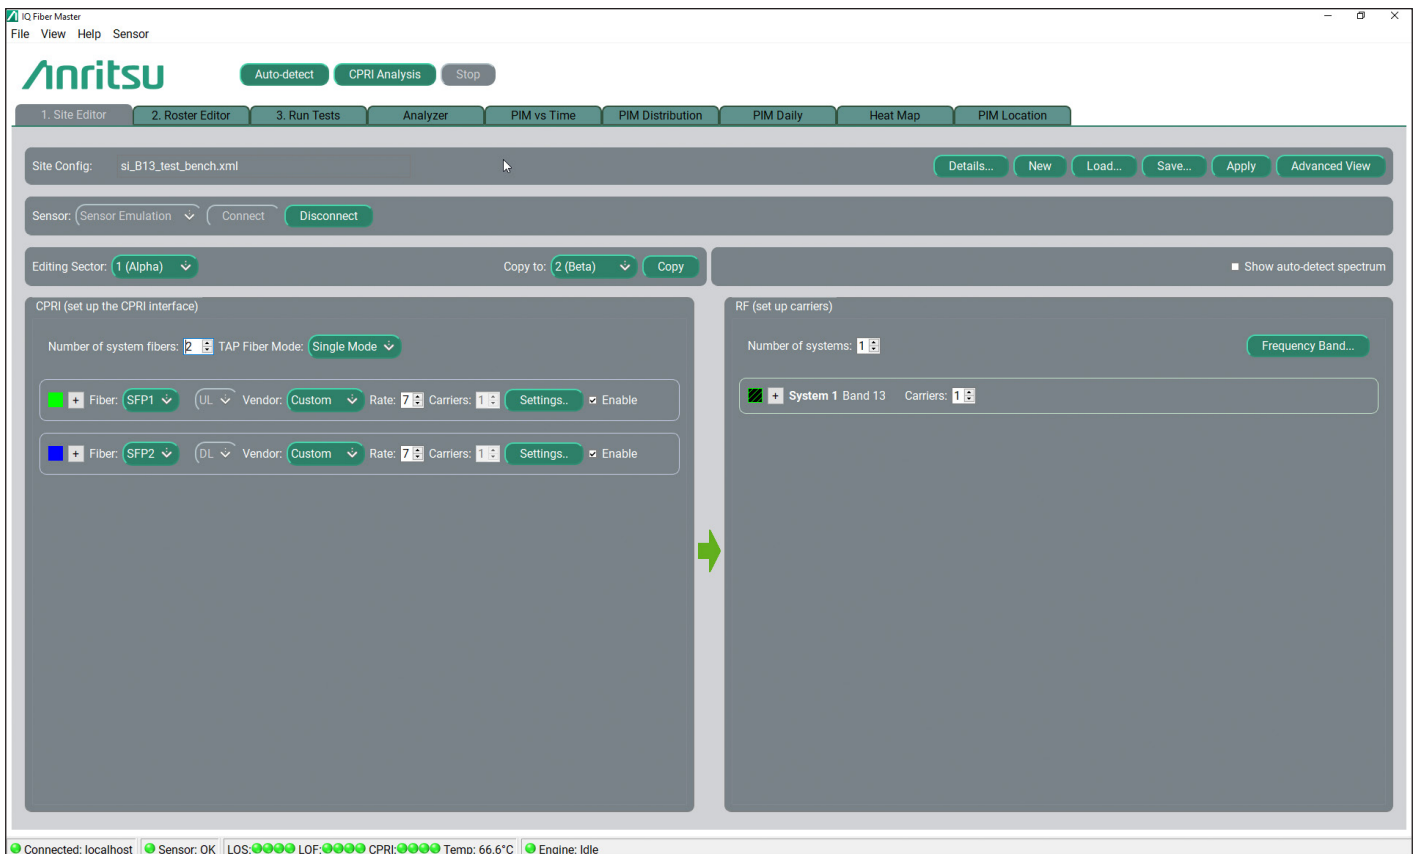 IQ Fiber Master
File View Help Sensor
Anritsu
Auto-detect CPRI Analysis Stop
1. Site Editor 2. Roster Editor 3. Run Tests Analyzer PIM vs Time PIM Distribution PIM Daily Heat Map PIM Location
Site Config: si_B13_test_bench.xml Details... New Load... Save... Apply Advanced View
Sensor: Sensor Emulation Connect Disconnect
Editing Sector: 1 (Alpha) Copy to: 2 (Beta) Copy Show auto-detect spectrum
CPRI (set up the CPRI interface)
Number of system fibers: 2 TAP Fiber Mode: Single Mode
+ Fiber: SFP1 UL Vendor: Custom Rate: 7 Carriers: 1 Settings.. Enable
+ Fiber: SFP2 DL Vendor: Custom Rate: 7 Carriers: 1 Settings.. Enable
RF (set up carriers)
Number of systems: 1 Frequency Band...
+ System 1 Band 13 Carriers: 1
Connected: localhost Sensor: OK LOS: LOF: CPRI: Temp: 66.6°C Engine: Idle